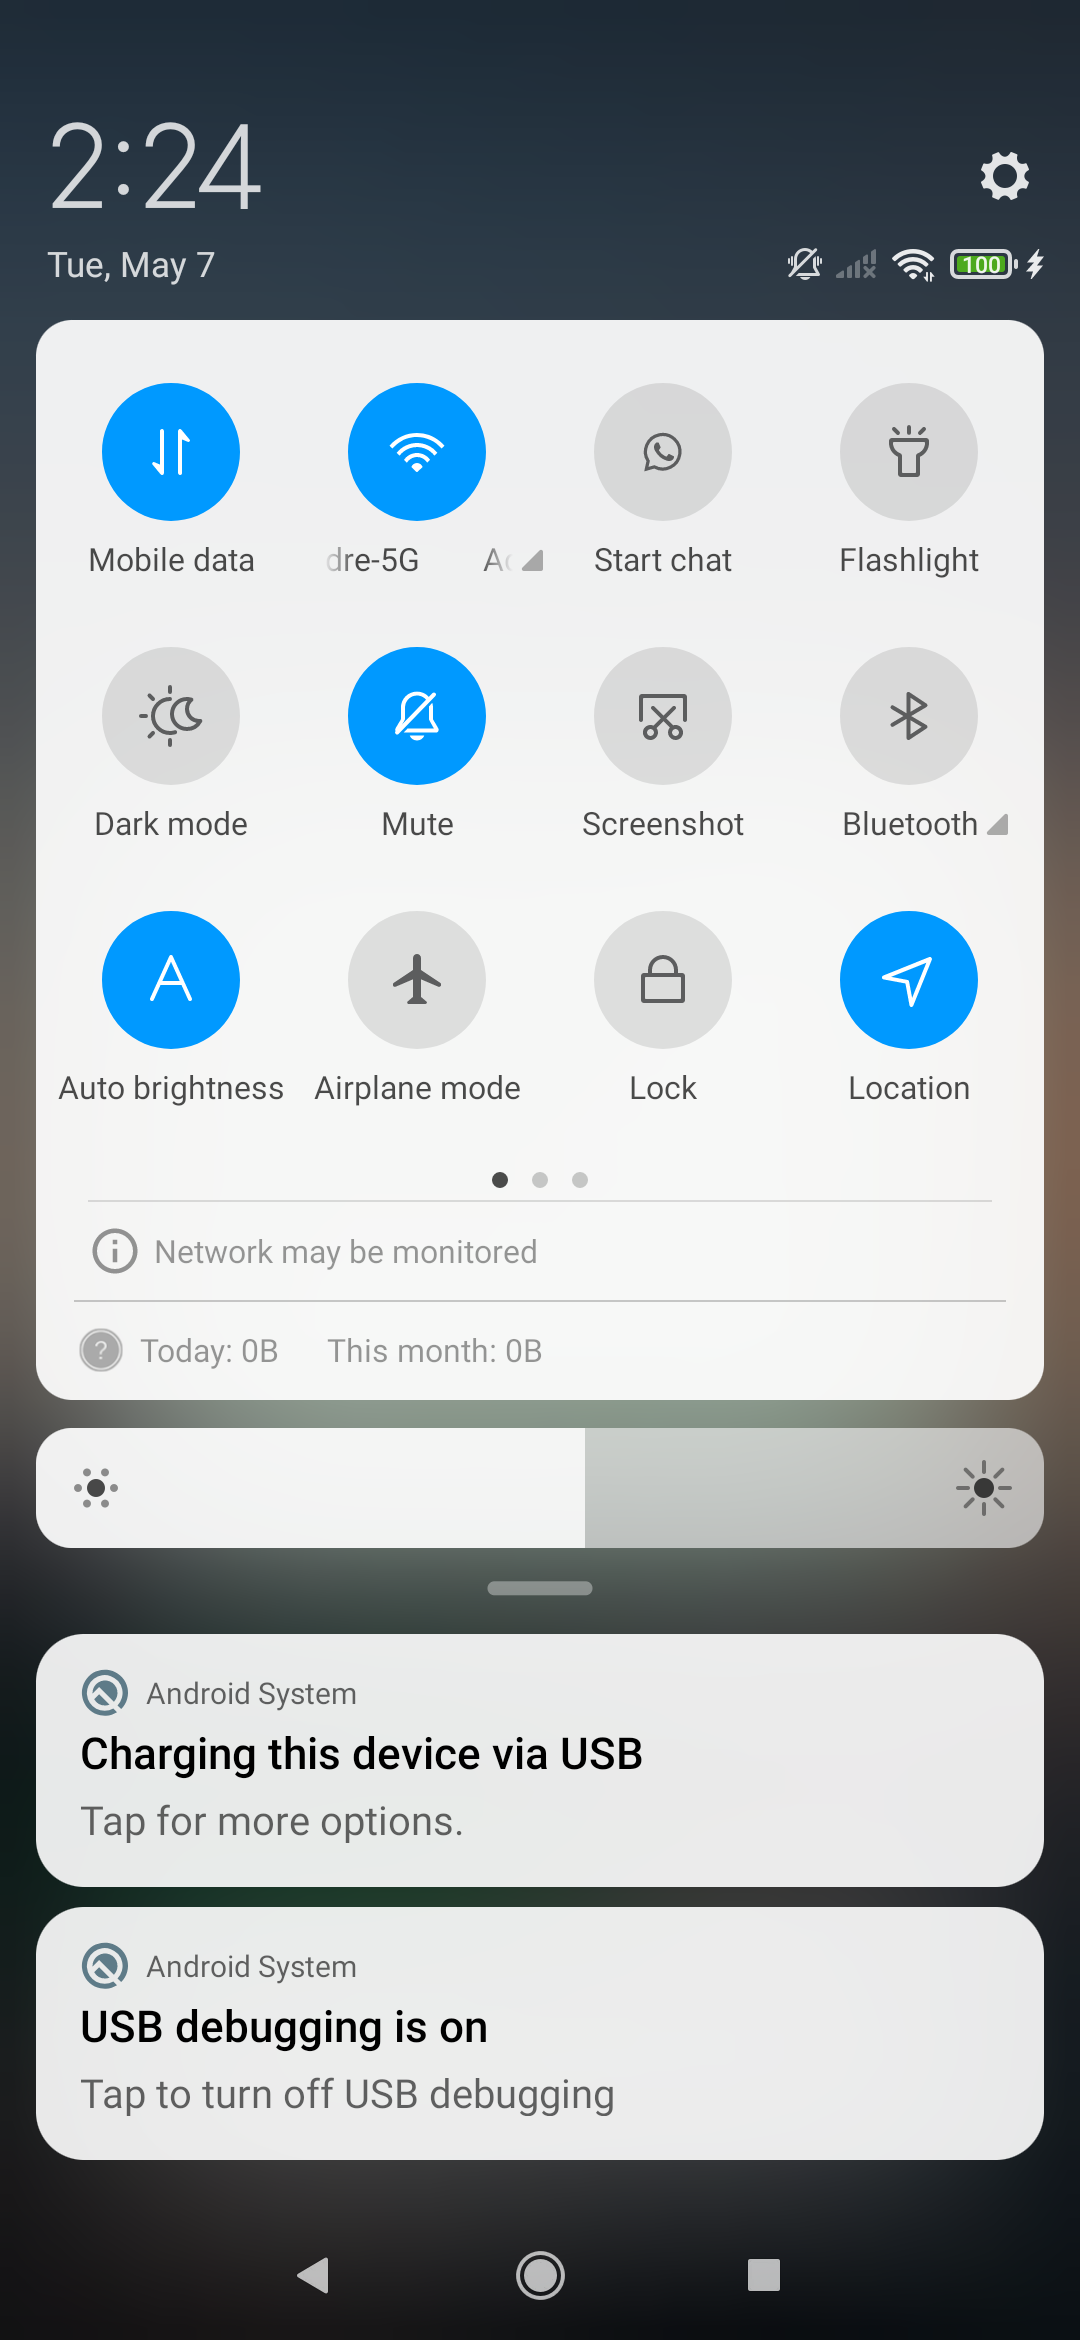 2:24
Tue, May 7
100
Mobile data
dre-5G
Start chat
Flashlight
Dark mode
Mute
Screenshot
Bluetooth
Auto brightness
Airplane mode
Lock
Location
Network may be monitored
? Today: 0B This month: 0B
Android System
Charging this device via USB
Tap for more options.
Android System
USB debugging is on
Tap to turn off USB debugging